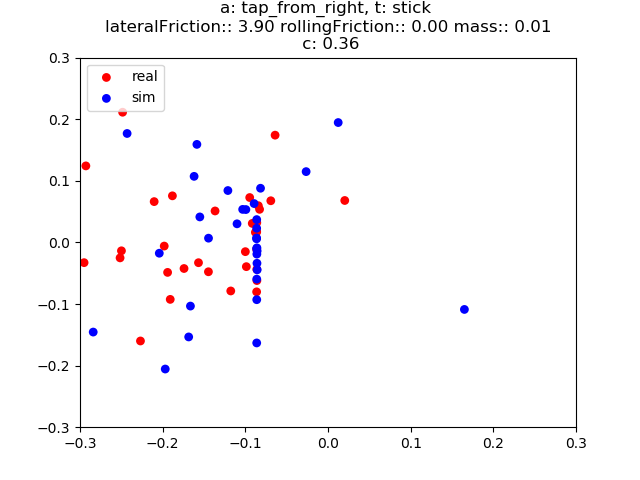 a: tap_from_right, t: stick
lateralFriction:: 3.90 rollingFriction:: 0.00 mass:: 0.01
c: 0.36
real
sim
0.3
0.2
0.1
0.0
−0.1
−0.2
−0.3
−0.3
−0.2
−0.1
0.0
0.1
0.2
0.3